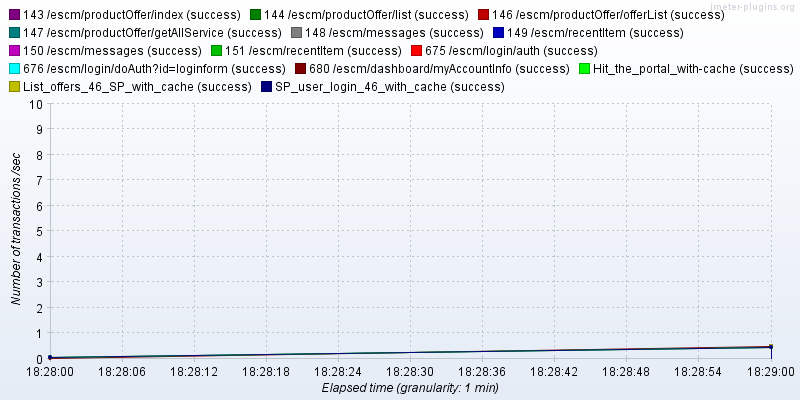 jmeter-plugins.org
143 /escm/productOffer/index (success) 144 /escm/productOffer/list (success) 146 /escm/productOffer/offerList (success)
147 /escm/productOffer/getAllService (success) 148 /escm/messages (success) 149 /escm/recentItem (success)
150 /escm/messages (success) 151 /escm/recentItem (success) 675 /escm/login/auth (success)
676 /escm/login/doAuth?id=loginform (success) 680 /escm/dashboard/myAccountInfo (success) Hit_the_portal_with-cache (success)
List_offers_46_SP_with_cache (success) SP_user_login_46_with_cache (success)
10
9
8
7
6
5
4
3
2
1
0
Number of transactions /sec
18:28:00 18:28:06 18:28:12 18:28:18 18:28:24 18:28:30 18:28:36 18:28:42 18:28:48 18:28:54 18:29:00
Elapsed time (granularity: 1 min)